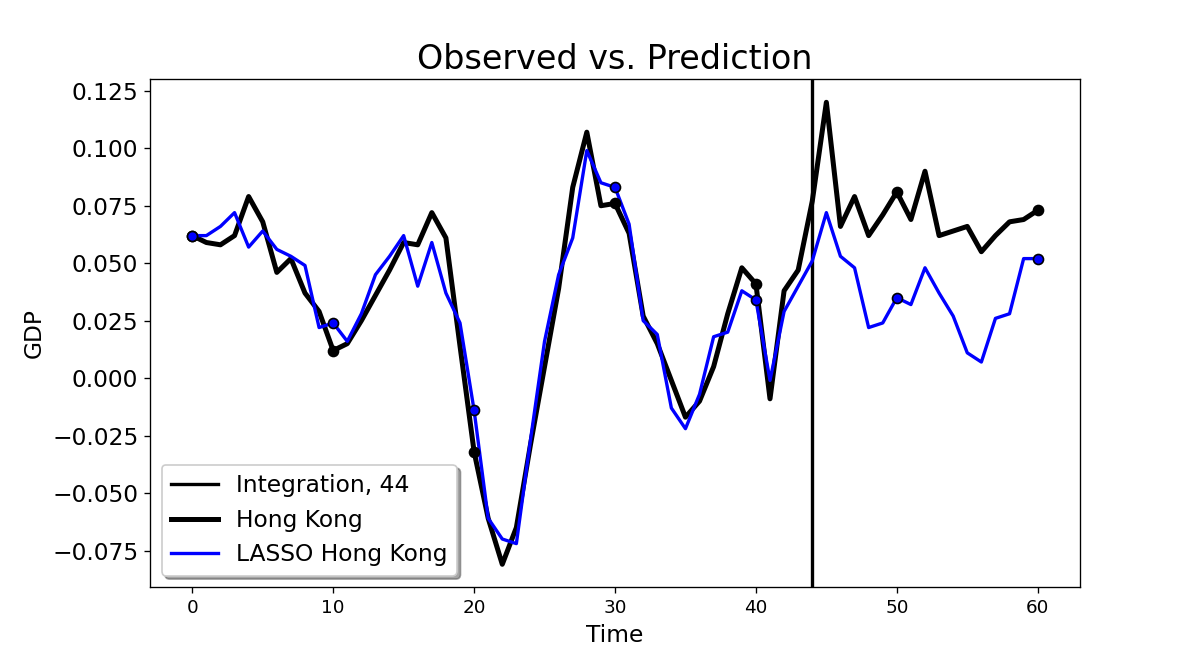 Observed vs. Prediction
0.125
0.100
0.075
0.050
0.025
0.000
−0.025
−0.050
−0.075
GDP
Integration, 44
Hong Kong
LASSO Hong Kong
0 10 20 30 40 50 60
Time